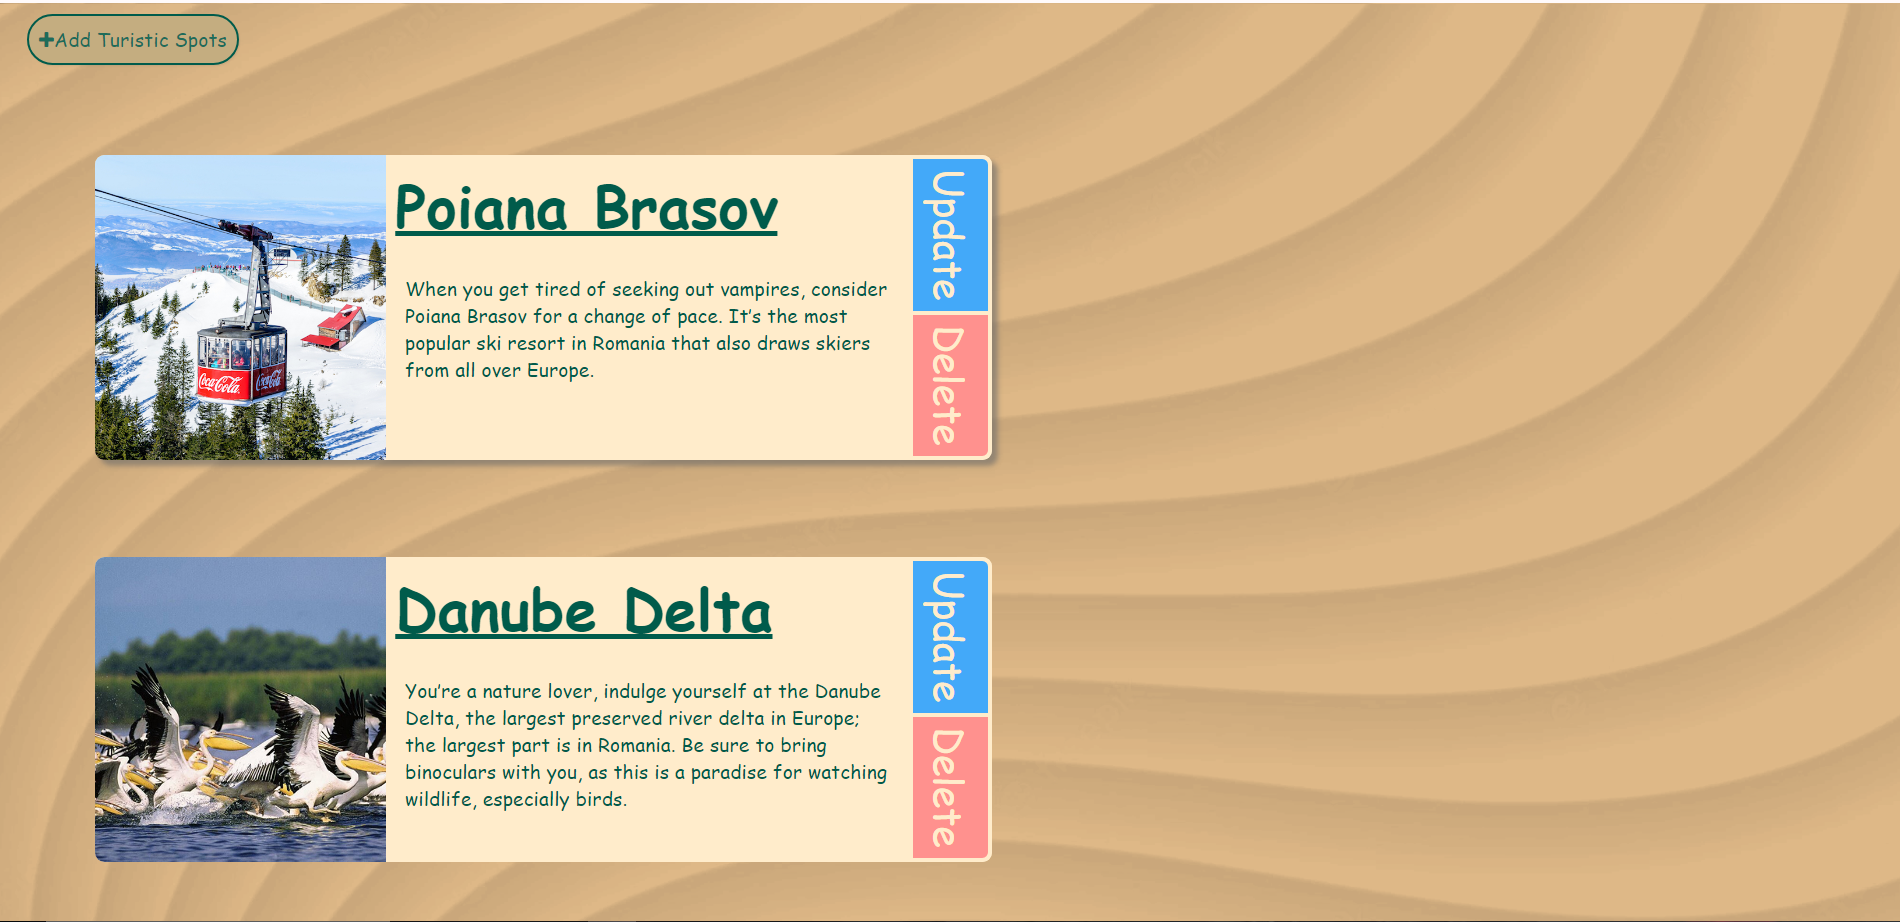 Add Turistic Spots
Poiana Brasov
When you get tired of seeking out vampires, consider
Poiana Brasov for a change of pace. It's the most
popular ski resort in Romania that also draws skiers
from all over Europe.
Update
Delete
Coca-Cola
Coca-Cola
Danube Delta
You're a nature lover, indulge yourself at the Danube
Delta, the largest preserved river delta in Europe;
the largest part is in Romania. Be sure to bring
binoculars with you, as this is a paradise for watching
wildlife, especially birds.
Update
Delete